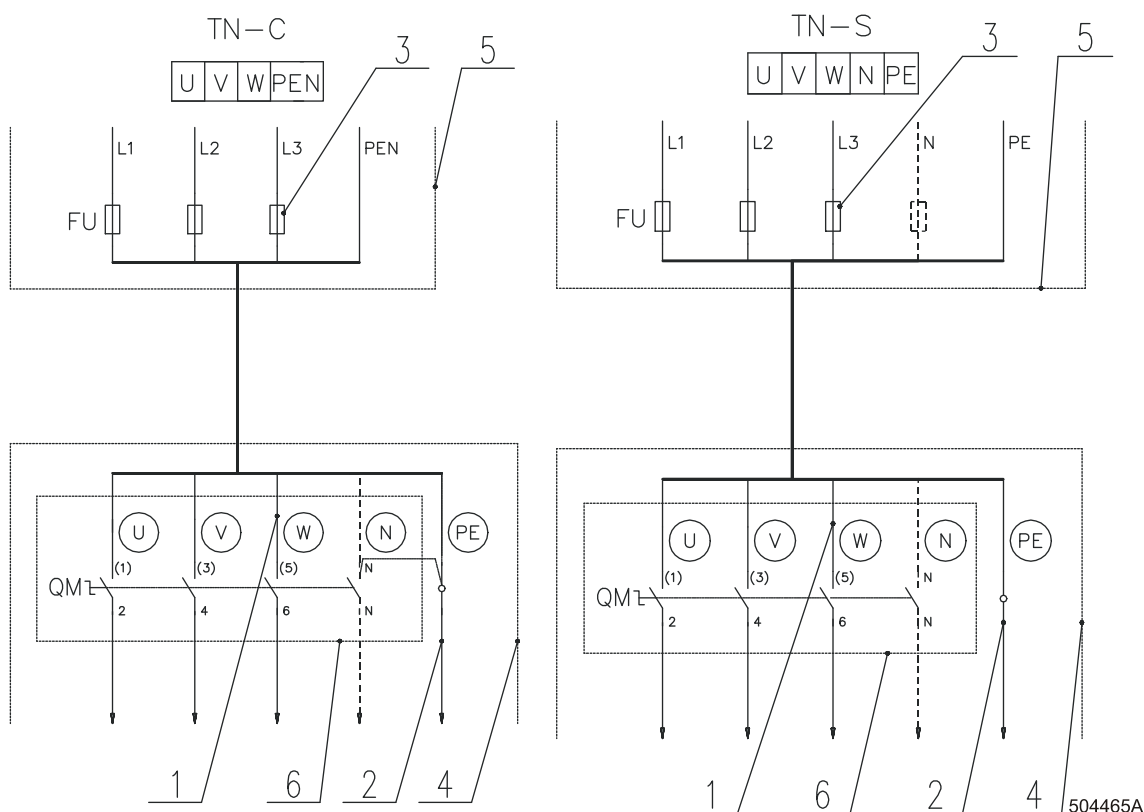 TN-C
TN-S
3
5
3
5
U V W PEN
U V W N PE
L1 L2 L3 PEN
L1 L2 L3 N PE
FU
FU
U V W N PE
U V W N PE
(1) (3) (5) N
(1) (3) (5) N
QM
QM
2 4 6 N
2 4 6 N
1 6 2 4
1 6 2 4
504465A